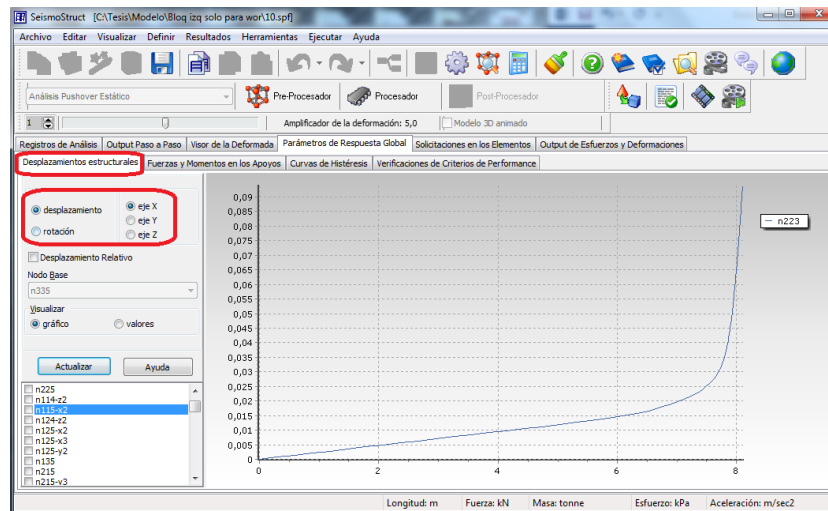 SeismoStruct [C:\Tesis\Modelo\Bloq izq solo para wor\10.spf]
Archivo Editar Visualizar Definir Resultados Herramientas Ejecutar Ayuda
Análisis Pushover Estático Pre-Procesador Procesador Post-Procesador
1 Amplificador de la deformación: 5,0 Modelo 3D animado
Registros de Análisis Output Paso a Paso Visor de la Deformada Parámetros de Respuesta Global Solicitaciones en los Elementos Output de Esfuerzos y Deformaciones
Desplazamientos estructurales Fuerzas y Momentos en los Apoyos Curvas de Histéresis Verificaciones de Criterios de Performance
desplazamiento
rotación
eje X
eje Y
eje Z
Desplazamiento Relativo
Nodo Base
n335
Visualizar
gráfico valores
Actualizar Ayuda
n225
n114-z2
n115-x2
n124-z2
n125-x2
n125-x3
n125-y2
n135
n215
n215-y3
0,09
0,085
0,08
0,075
0,07
0,065
0,06
0,055
0,05
0,045
0,04
0,035
0,03
0,025
0,02
0,015
0,01
0,005
0
0 2 4 6 8
n223
Longitud: m Fuerza: kN Masa: tonne Esfuerzo: kPa Aceleración: m/sec2